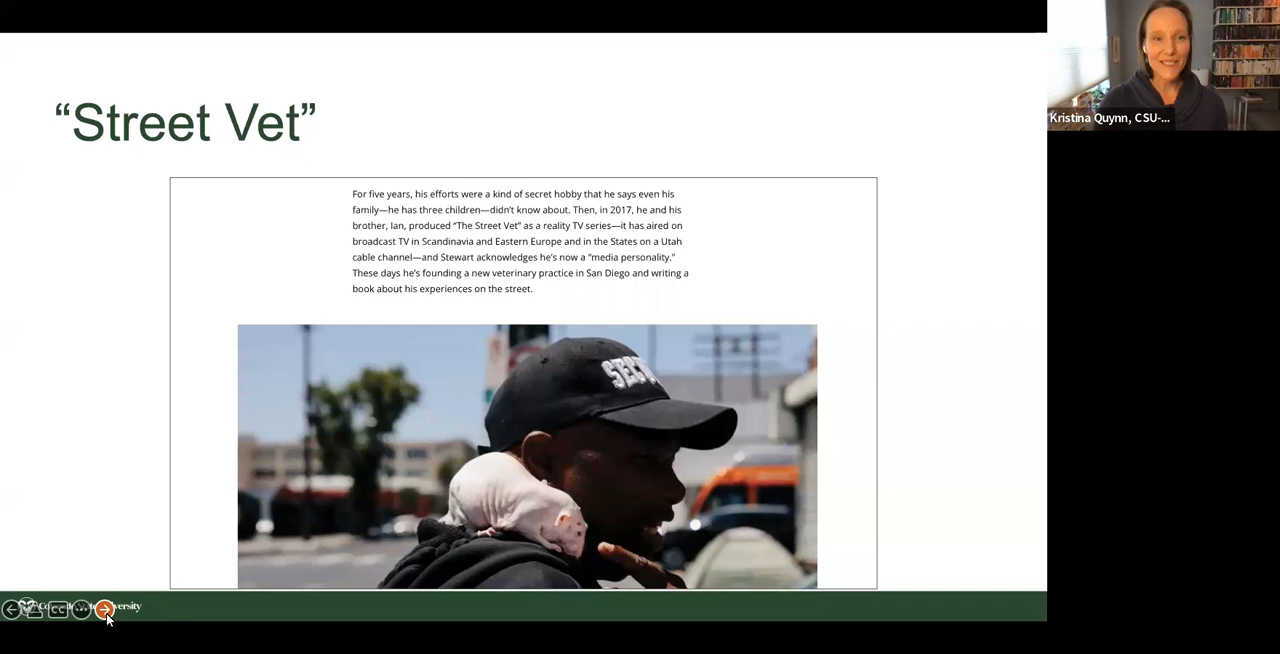 “Street Vet”
For five years, his efforts were a kind of secret hobby that he says even his
family—he has three children—didn’t know about. Then, in 2017, he and his
brother, Ian, produced “The Street Vet” as a reality TV series—it has aired on
broadcast TV in Scandinavia and Eastern Europe and in the States on a Utah
cable channel—and Stewart acknowledges he’s now a “media personality.”
These days he’s founding a new veterinary practice in San Diego and writing a
book about his experiences on the street.
Kristina Quynn, CSU-...
CC